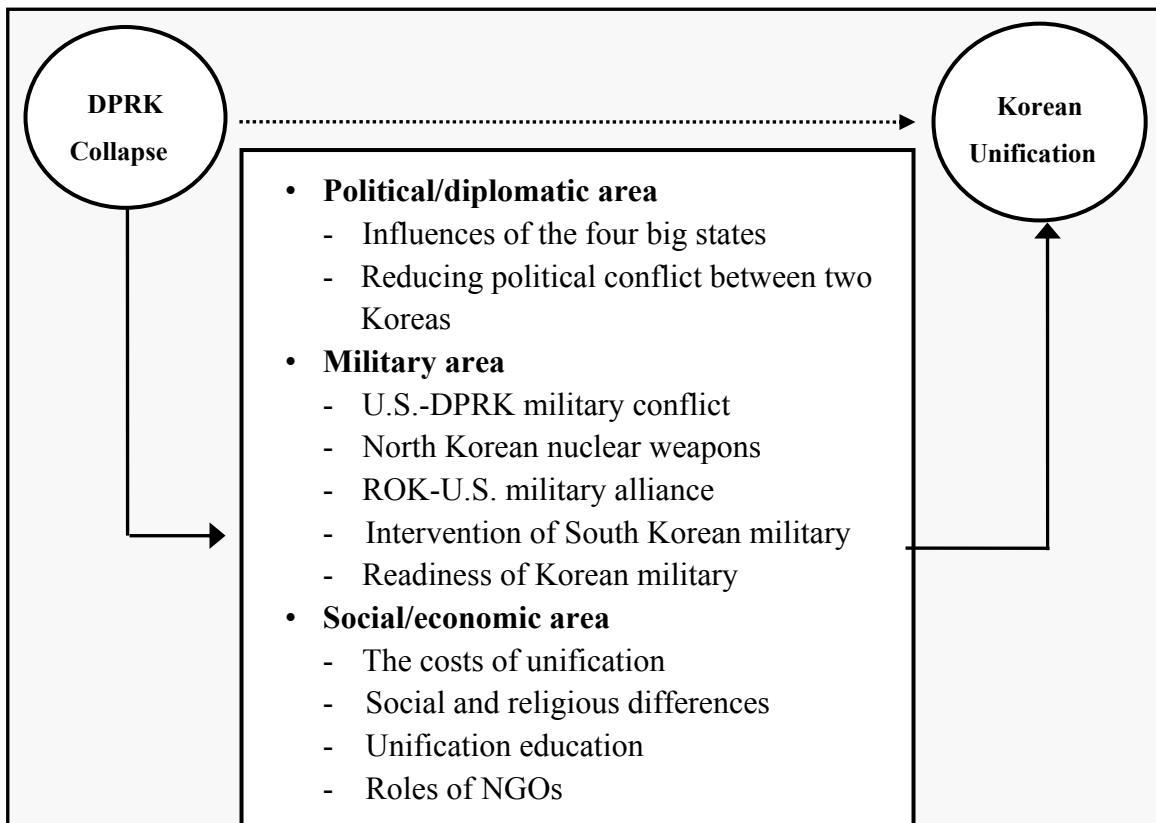 DPRK
Collapse
Korean
Unification
• Political/diplomatic area
- Influences of the four big states
- Reducing political conflict between two
Koreas
• Military area
- U.S.-DPRK military conflict
- North Korean nuclear weapons
- ROK-U.S. military alliance
- Intervention of South Korean military
- Readiness of Korean military
• Social/economic area
- The costs of unification
- Social and religious differences
- Unification education
- Roles of NGOs